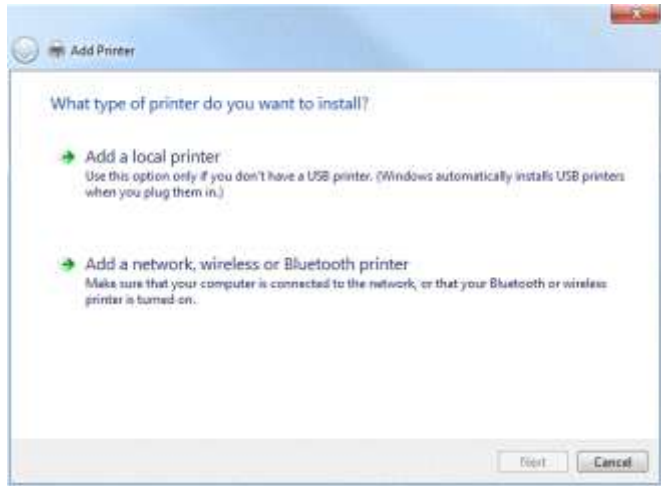 Add Printer
What type of printer do you want to install?
Add a local printer
Use this option only if you don't have a USB printer. (Windows automatically installs USB printers
when you plug them in.)
Add a network, wireless or Bluetooth printer
Make sure that your computer is connected to the network, or that your Bluetooth or wireless
printer is turned on.
Next Cancel